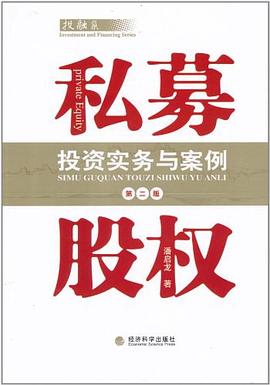 投融资
Investment and Financing Series
私募
private Equity
投资实务与案例
SIMU GUQUAN TOUZI SHIWU YU ANLI
第二版
股权
潘启龙 著
经济科学出版社
Economic Science Press